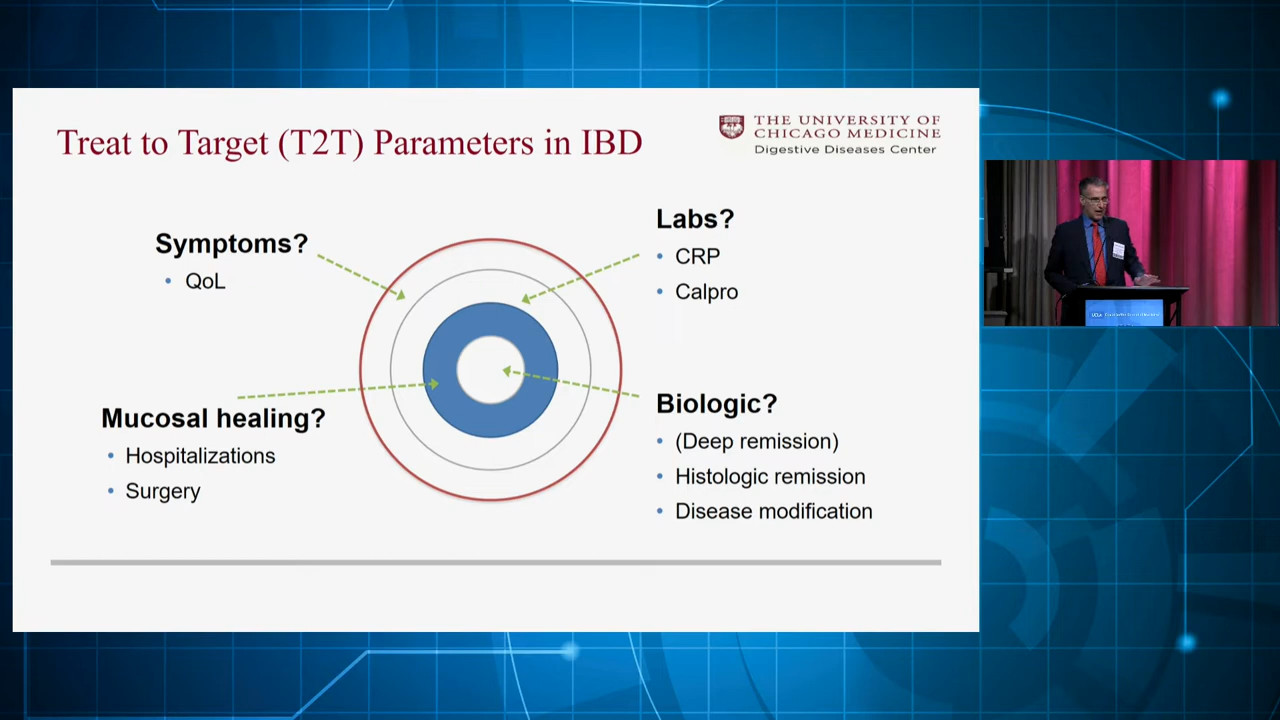 Treat to Target (T2T) Parameters in IBD
THE UNIVERSITY OF
CHICAGO MEDICINE
Digestive Diseases Center
Symptoms?
• QoL
Labs?
• CRP
• Calpro
Mucosal healing?
• Hospitalizations
• Surgery
Biologic?
• (Deep remission)
• Histologic remission
• Disease modification
UCLA